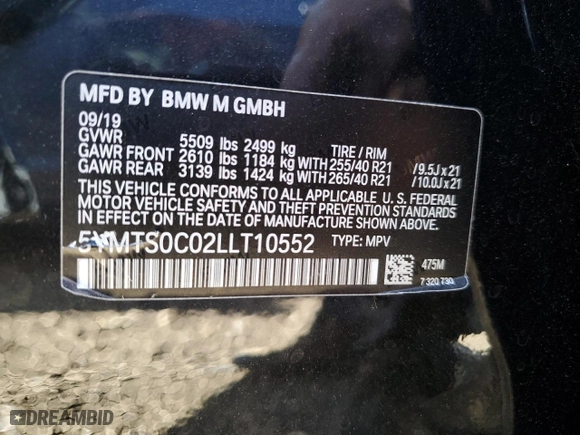 MFD BY BMW M GMBH
09/19
GVWR 5509 lbs 2499 kg TIRE / RIM
GAWR FRONT 2610 lbs 1184 kg WITH 255/40 R21 /9.5J x 21
GAWR REAR 3139 lbs 1424 kg WITH 265/40 R21 /10.0J x 21
THIS VEHICLE CONFORMS TO ALL APPLICABLE U. S. FEDERAL
MOTOR VEHICLE SAFETY AND THEFT PREVENTION STANDARDS
IN EFFECT ON THE DATE OF MANUFACTURE SHOWN ABOVE.
5YMTS0C02LLT10552 TYPE: MPV
475M
7 320 730
DREAMBID